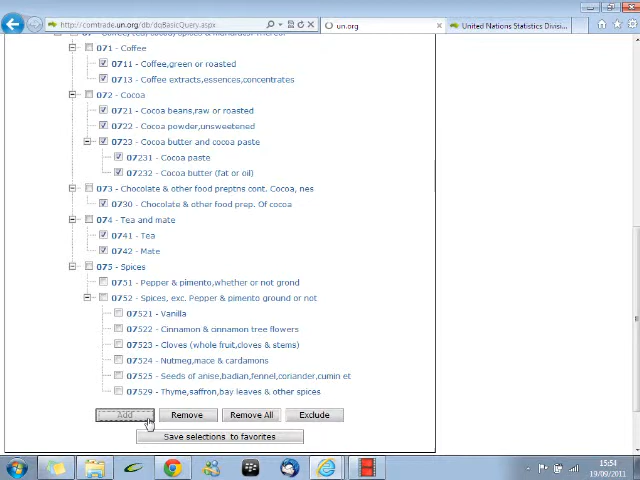 http://comtrade.un.org/db/dqBasicQuery.aspx
un.org
United Nations Statistics Divisi...
071 - Coffee
0711 - Coffee,green or roasted
0713 - Coffee extracts,essences,concentrates
072 - Cocoa
0721 - Cocoa beans,raw or roasted
0722 - Cocoa powder,unsweetened
0723 - Cocoa butter and cocoa paste
07231 - Cocoa paste
07232 - Cocoa butter (fat or oil)
073 - Chocolate & other food preptns cont. Cocoa, nes
0730 - Chocolate & other food prep. Of cocoa
074 - Tea and mate
0741 - Tea
0742 - Mate
075 - Spices
0751 - Pepper & pimento,whether or not grond
0752 - Spices, exc. Pepper & pimento ground or not
07521 - Vanilla
07522 - Cinnamon & cinnamon tree flowers
07523 - Cloves (whole fruit,cloves & stems)
07524 - Nutmeg,mace & cardamons
07525 - Seeds of anise,badian,fennel,coriander,cumin et
07529 - Thyme,saffron,bay leaves & other spices
Add Remove Remove All Exclude
Save selections to favorites
15:54
19/09/2011